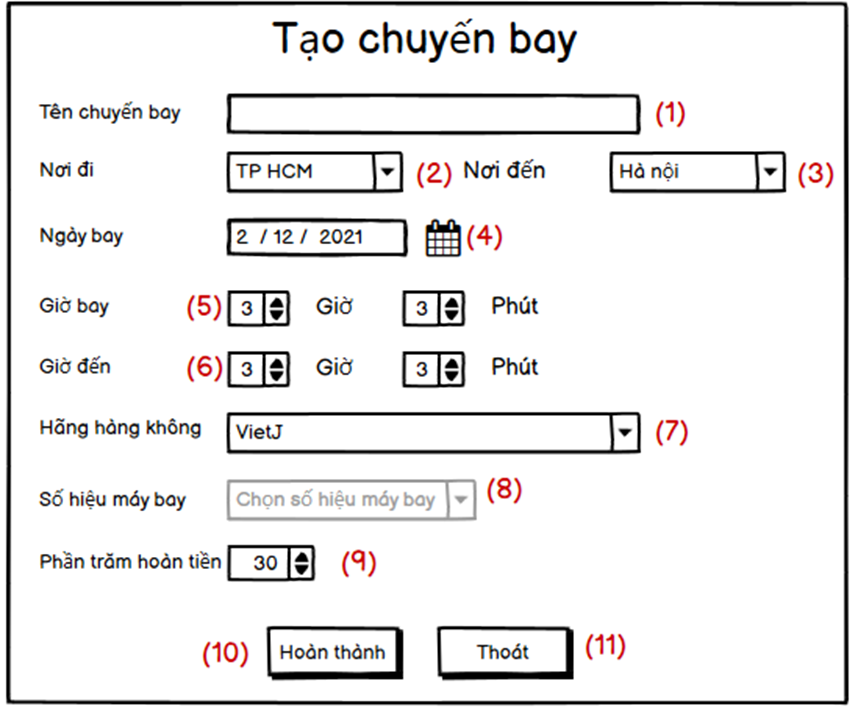 Tạo chuyến bay
Tên chuyến bay (1)
Nơi đi TP HCM (2) Nơi đến Hà nội (3)
Ngày bay 2 / 12 / 2021 (4)
Giờ bay (5) 3 Giờ 3 Phút
Giờ đến (6) 3 Giờ 3 Phút
Hãng hàng không VietJ (7)
Số hiệu máy bay Chọn số hiệu máy bay (8)
Phần trăm hoàn tiền 30 (9)
(10) Hoàn thành Thoát (11)